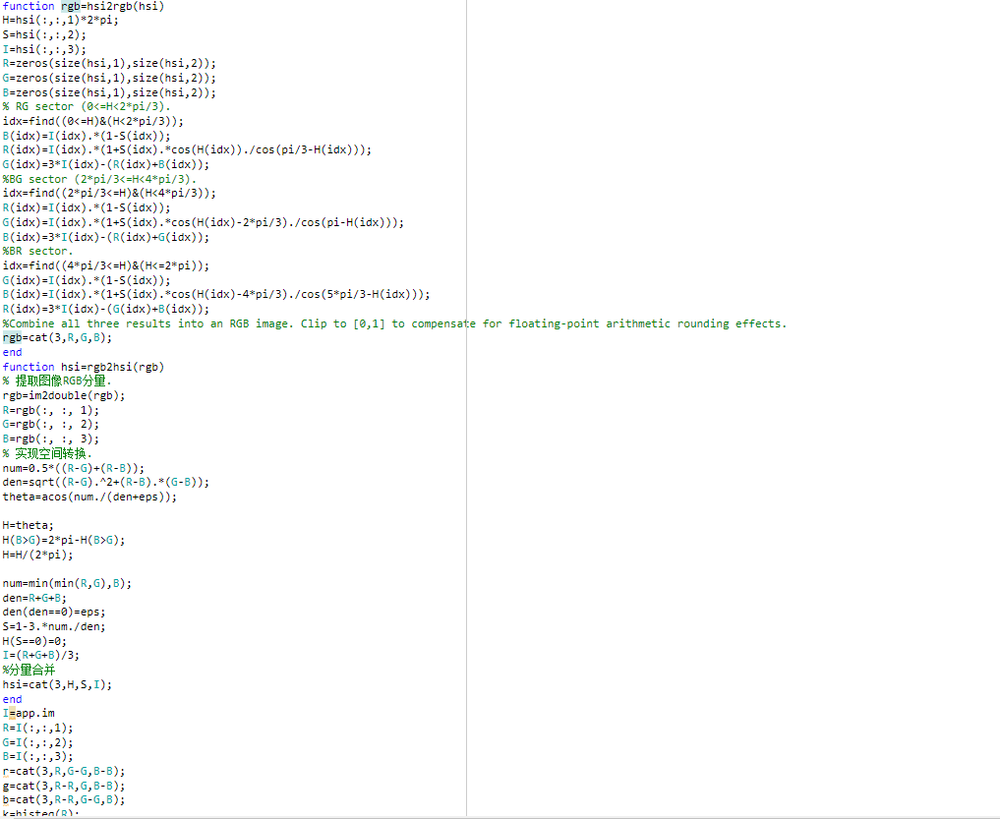 function rgb=hsi2rgb(hsi)
H=hsi(:,:,1)*2*pi;
S=hsi(:,:,2);
I=hsi(:,:,3);
R=zeros(size(hsi,1),size(hsi,2));
G=zeros(size(hsi,1),size(hsi,2));
B=zeros(size(hsi,1),size(hsi,2));
% RG sector (0<=H<2*pi/3).
idx=find((0<=H)&(H<2*pi/3));
B(idx)=I(idx).*(1-S(idx));
R(idx)=I(idx).*(1+S(idx).*cos(H(idx))./cos(pi/3-H(idx)));
G(idx)=3*I(idx)-(R(idx)+B(idx));
%BG sector (2*pi/3<=H<4*pi/3).
idx=find((2*pi/3<=H)&(H<4*pi/3));
R(idx)=I(idx).*(1-S(idx));
G(idx)=I(idx).*(1+S(idx).*cos(H(idx)-2*pi/3)./cos(pi-H(idx)));
B(idx)=3*I(idx)-(R(idx)+G(idx));
%BR sector.
idx=find((4*pi/3<=H)&(H<=2*pi));
G(idx)=I(idx).*(1-S(idx));
B(idx)=I(idx).*(1+S(idx).*cos(H(idx)-4*pi/3)./cos(5*pi/3-H(idx)));
R(idx)=3*I(idx)-(G(idx)+B(idx));
%Combine all three results into an RGB image. Clip to [0,1] to compensate for floating-point arithmetic rounding effects.
rgb=cat(3,R,G,B);
end
function hsi=rgb2hsi(rgb)
% 提取图像RGB分量.
rgb=im2double(rgb);
R=rgb(:, :, 1);
G=rgb(:, :, 2);
B=rgb(:, :, 3);
% 实现空间转换.
num=0.5*((R-G)+(R-B));
den=sqrt((R-G).^2+(R-B).*(G-B));
theta=acos(num./(den+eps));
H=theta;
H(B>G)=2*pi-H(B>G);
H=H/(2*pi);
num=min(min(R,G),B);
den=R+G+B;
den(den==0)=eps;
S=1-3.*num./den;
H(S==0)=0;
I=(R+G+B)/3;
%分量合并
hsi=cat(3,H,S,I);
end
I=app.im
R=I(:,:,1);
G=I(:,:,2);
B=I(:,:,3);
r=cat(3,R,G-G,B-B);
g=cat(3,R-R,G,B-B);
b=cat(3,R-R,G-G,B);
k=histeq(R);